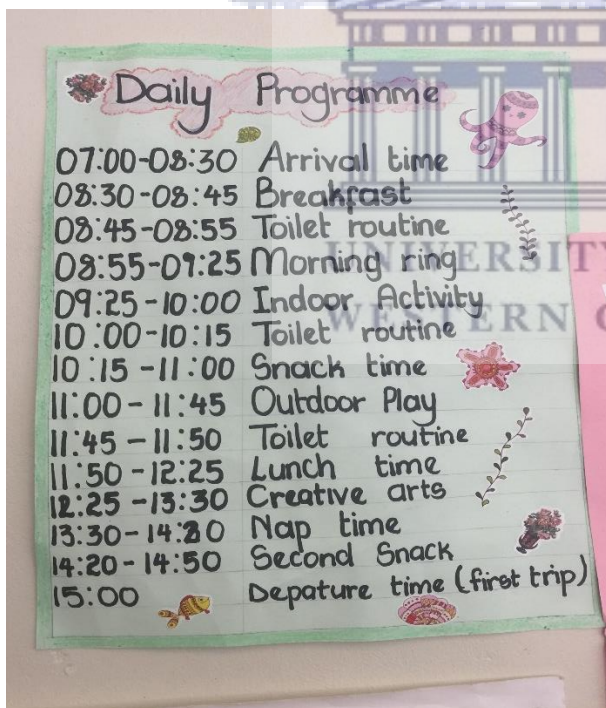 Daily Programme
07:00-08:30 Arrival time
08:30-08:45 Breakfast
08:45-08:55 Toilet routine
08:55-09:25 Morning ring
09:25-10:00 Indoor Activity
10:00-10:15 Toilet routine
10:15-11:00 Snack time
11:00-11:45 Outdoor Play
11:45-11:50 Toilet routine
11:50-12:25 Lunch time
12:25-13:30 Creative arts
13:30-14:20 Nap time
14:20-14:50 Second Snack
15:00 Depature time (first trip)
UNIVERSITY
WESTERN